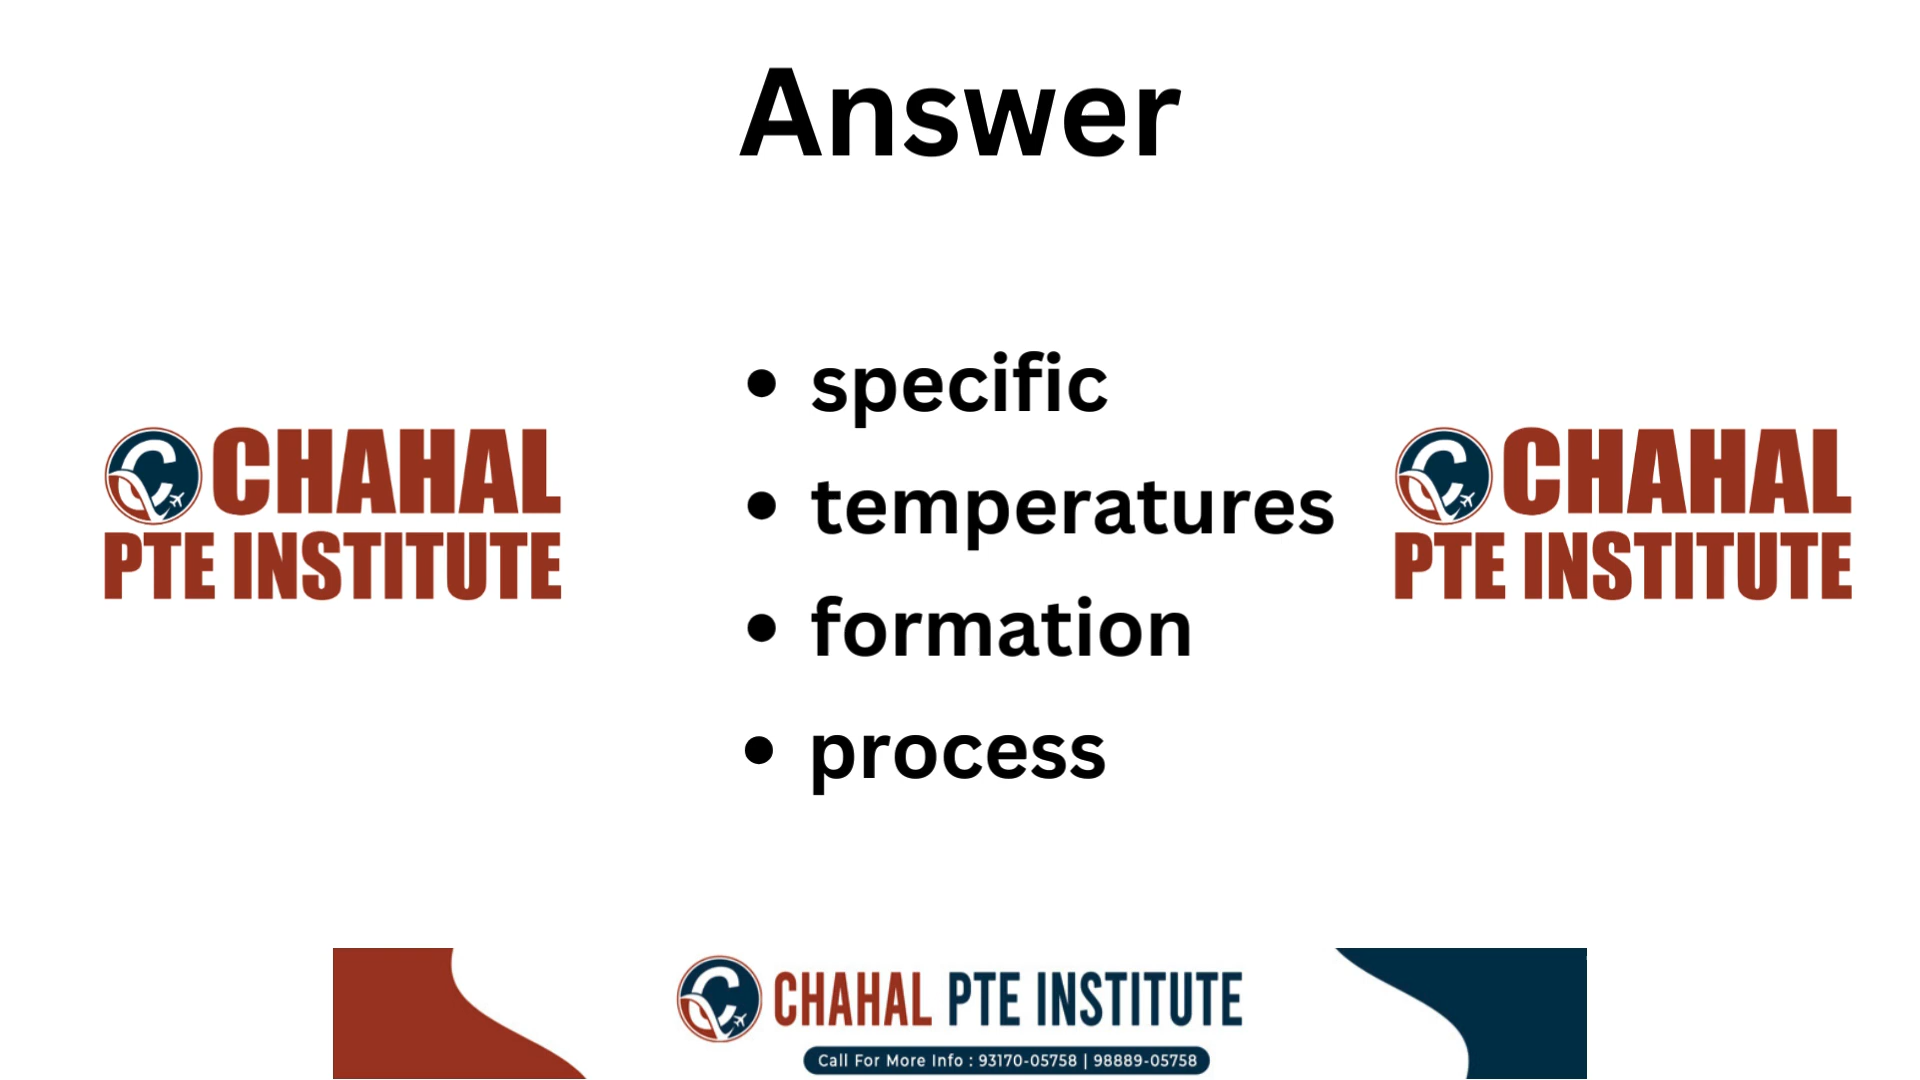 Answer
• specific
• temperatures
• formation
• process
CHAHAL
PTE INSTITUTE
CHAHAL
PTE INSTITUTE
CHAHAL PTE INSTITUTE
Call For More Info : 93170-05758 | 98889-05758